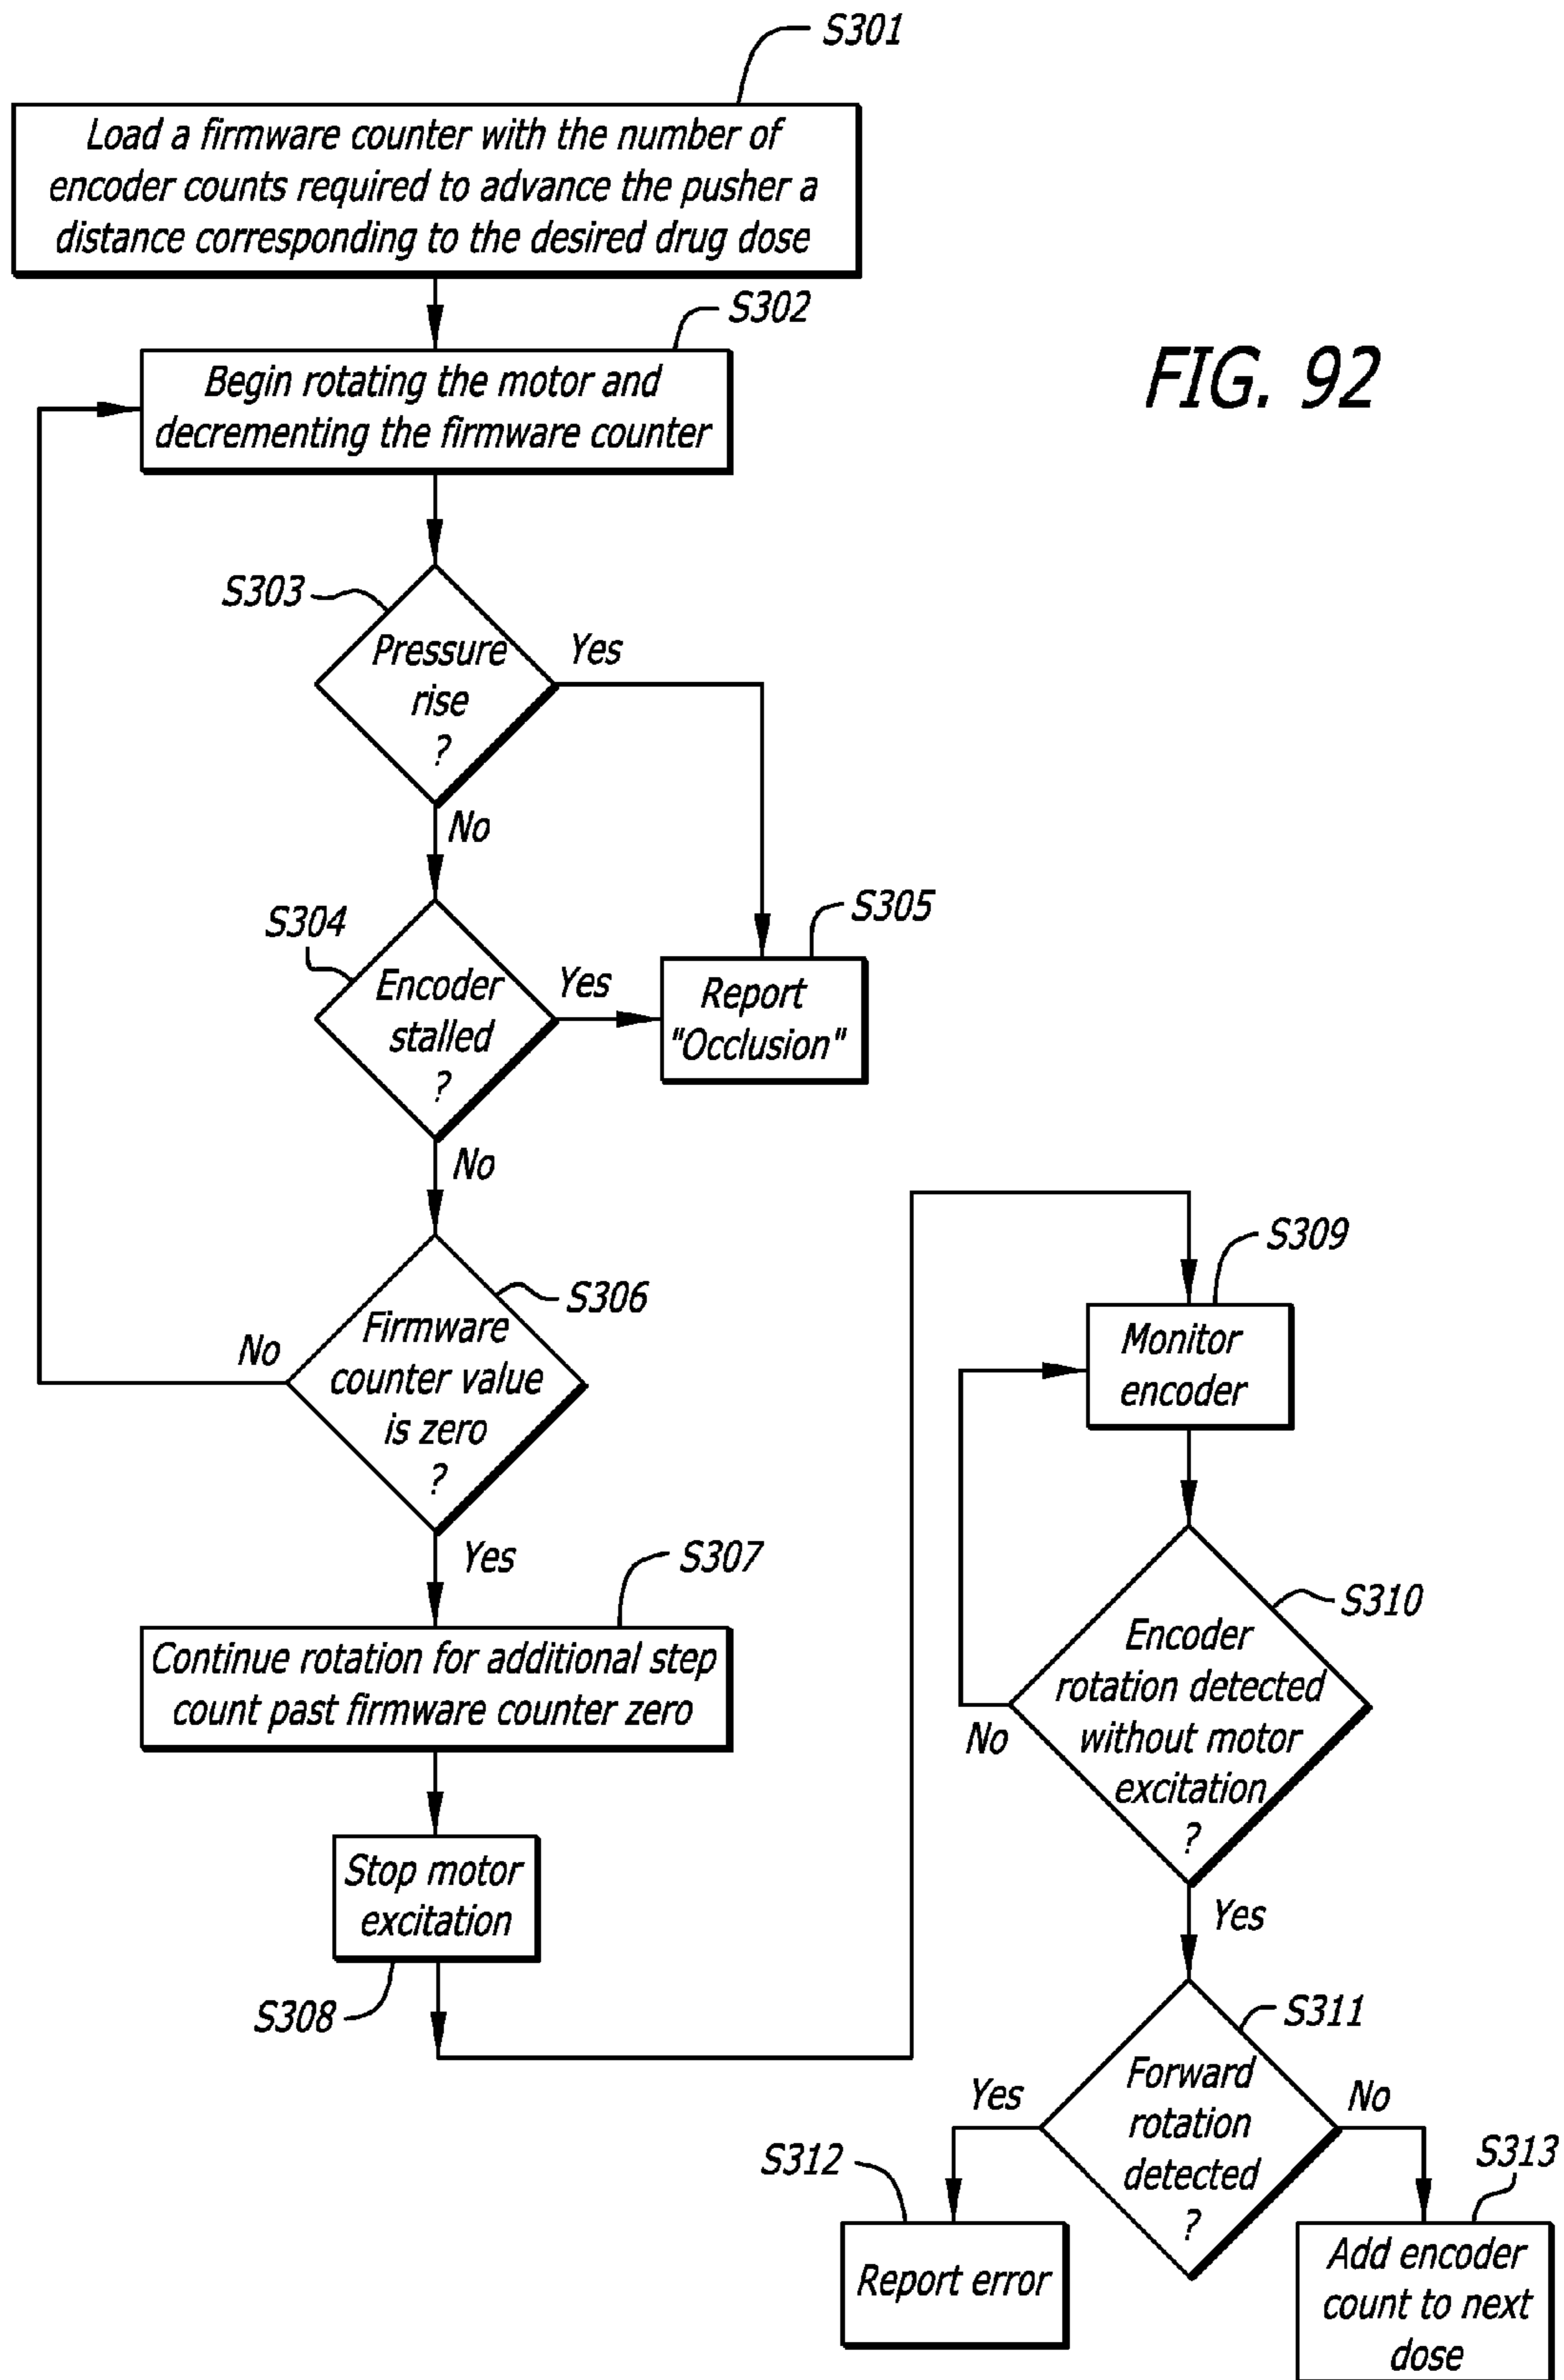 S301
Load a firmware counter with the number of
encoder counts required to advance the pusher a
distance corresponding to the desired drug dose
S302
Begin rotating the motor and
decrementing the firmware counter
FIG. 92
S303
Pressure
rise
?
Yes
No
S304
Encoder
stalled
?
Yes
No
S305
Report
"Occlusion"
S306
Firmware
counter value
is zero
?
No
Yes
S307
Continue rotation for additional step
count past firmware counter zero
Stop motor
excitation
S308
S309
Monitor
encoder
S310
Encoder
rotation detected
without motor
excitation
?
No
Yes
S311
Forward
rotation
detected
?
Yes
No
S312
Report error
S313
Add encoder
count to next
dose